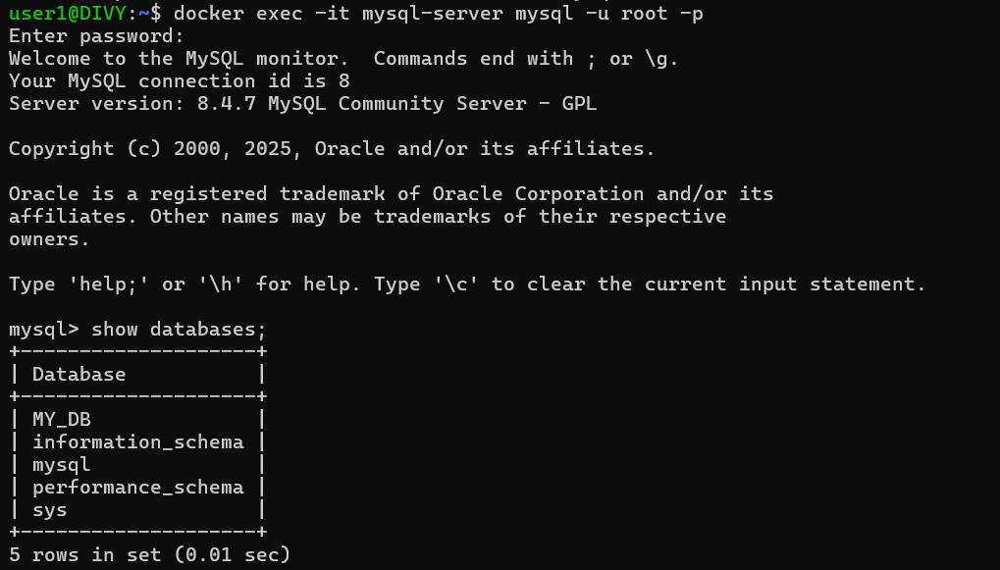 user1@DIVY:~$ docker exec -it mysql-server mysql -u root -p
Enter password:
Welcome to the MySQL monitor.  Commands end with ; or \g.
Your MySQL connection id is 8
Server version: 8.4.7 MySQL Community Server - GPL

Copyright (c) 2000, 2025, Oracle and/or its affiliates.

Oracle is a registered trademark of Oracle Corporation and/or its
affiliates. Other names may be trademarks of their respective
owners.

Type 'help;' or '\h' for help. Type '\c' to clear the current input statement.

mysql> show databases;
+--------------------+
| Database           |
+--------------------+
| MY_DB              |
| information_schema |
| mysql              |
| performance_schema |
| sys                |
+--------------------+
5 rows in set (0.01 sec)